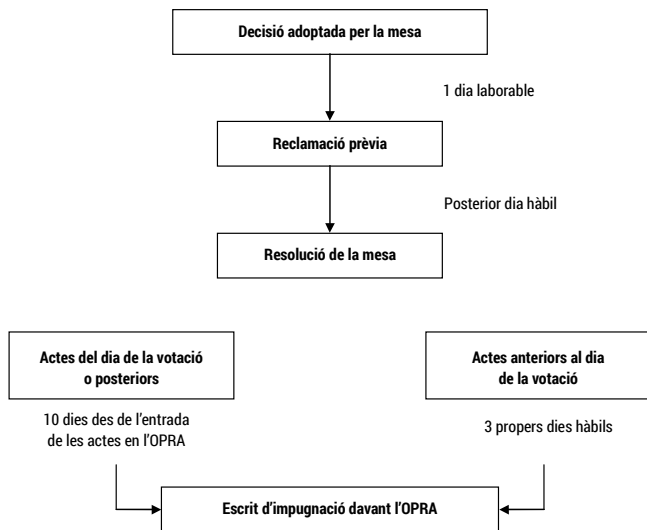 Decisió adoptada per la mesa
1 dia laborable
Reclamació prèvia
Posterior dia hàbil
Resolució de la mesa
Actes del dia de la votació
o posteriors
10 dies des de l'entrada
de les actes en l'OPRA
Actes anteriors al dia
de la votació
3 propers dies hàbils
Escrit d'impugnació davant l'OPRA